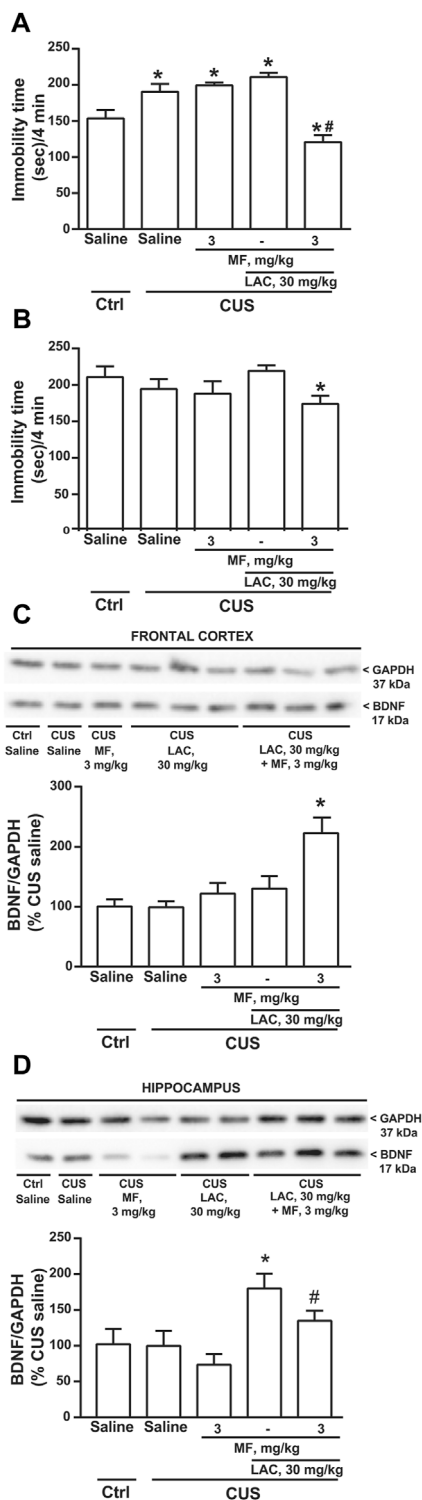 A
Immobility time
(sec)/4 min
250
200
150
100
50
0
* * * *#
Saline Saline 3 - 3
MF, mg/kg
LAC, 30 mg/kg
Ctrl CUS
B
Immobility time
(sec)/4 min
250
200
150
100
50
0
*
Saline Saline 3 - 3
MF, mg/kg
LAC, 30 mg/kg
Ctrl CUS
C
FRONTAL CORTEX
< GAPDH
37 kDa
< BDNF
17 kDa
Ctrl CUS CUS CUS CUS
Saline Saline MF, LAC, LAC, 30 mg/kg
3 mg/kg 30 mg/kg + MF, 3 mg/kg
BDNF/GAPDH
(% CUS saline)
300
200
100
0
*
Saline Saline 3 - 3
MF, mg/kg
LAC, 30 mg/kg
Ctrl CUS
D
HIPPOCAMPUS
< GAPDH
37 kDa
< BDNF
17 kDa
Ctrl CUS CUS CUS CUS
Saline Saline MF, LAC, LAC, 30 mg/kg
3 mg/kg 30 mg/kg + MF, 3 mg/kg
BDNF/GAPDH
(% CUS saline)
250
200
150
100
50
0
* #
Saline Saline 3 - 3
MF, mg/kg
LAC, 30 mg/kg
Ctrl CUS